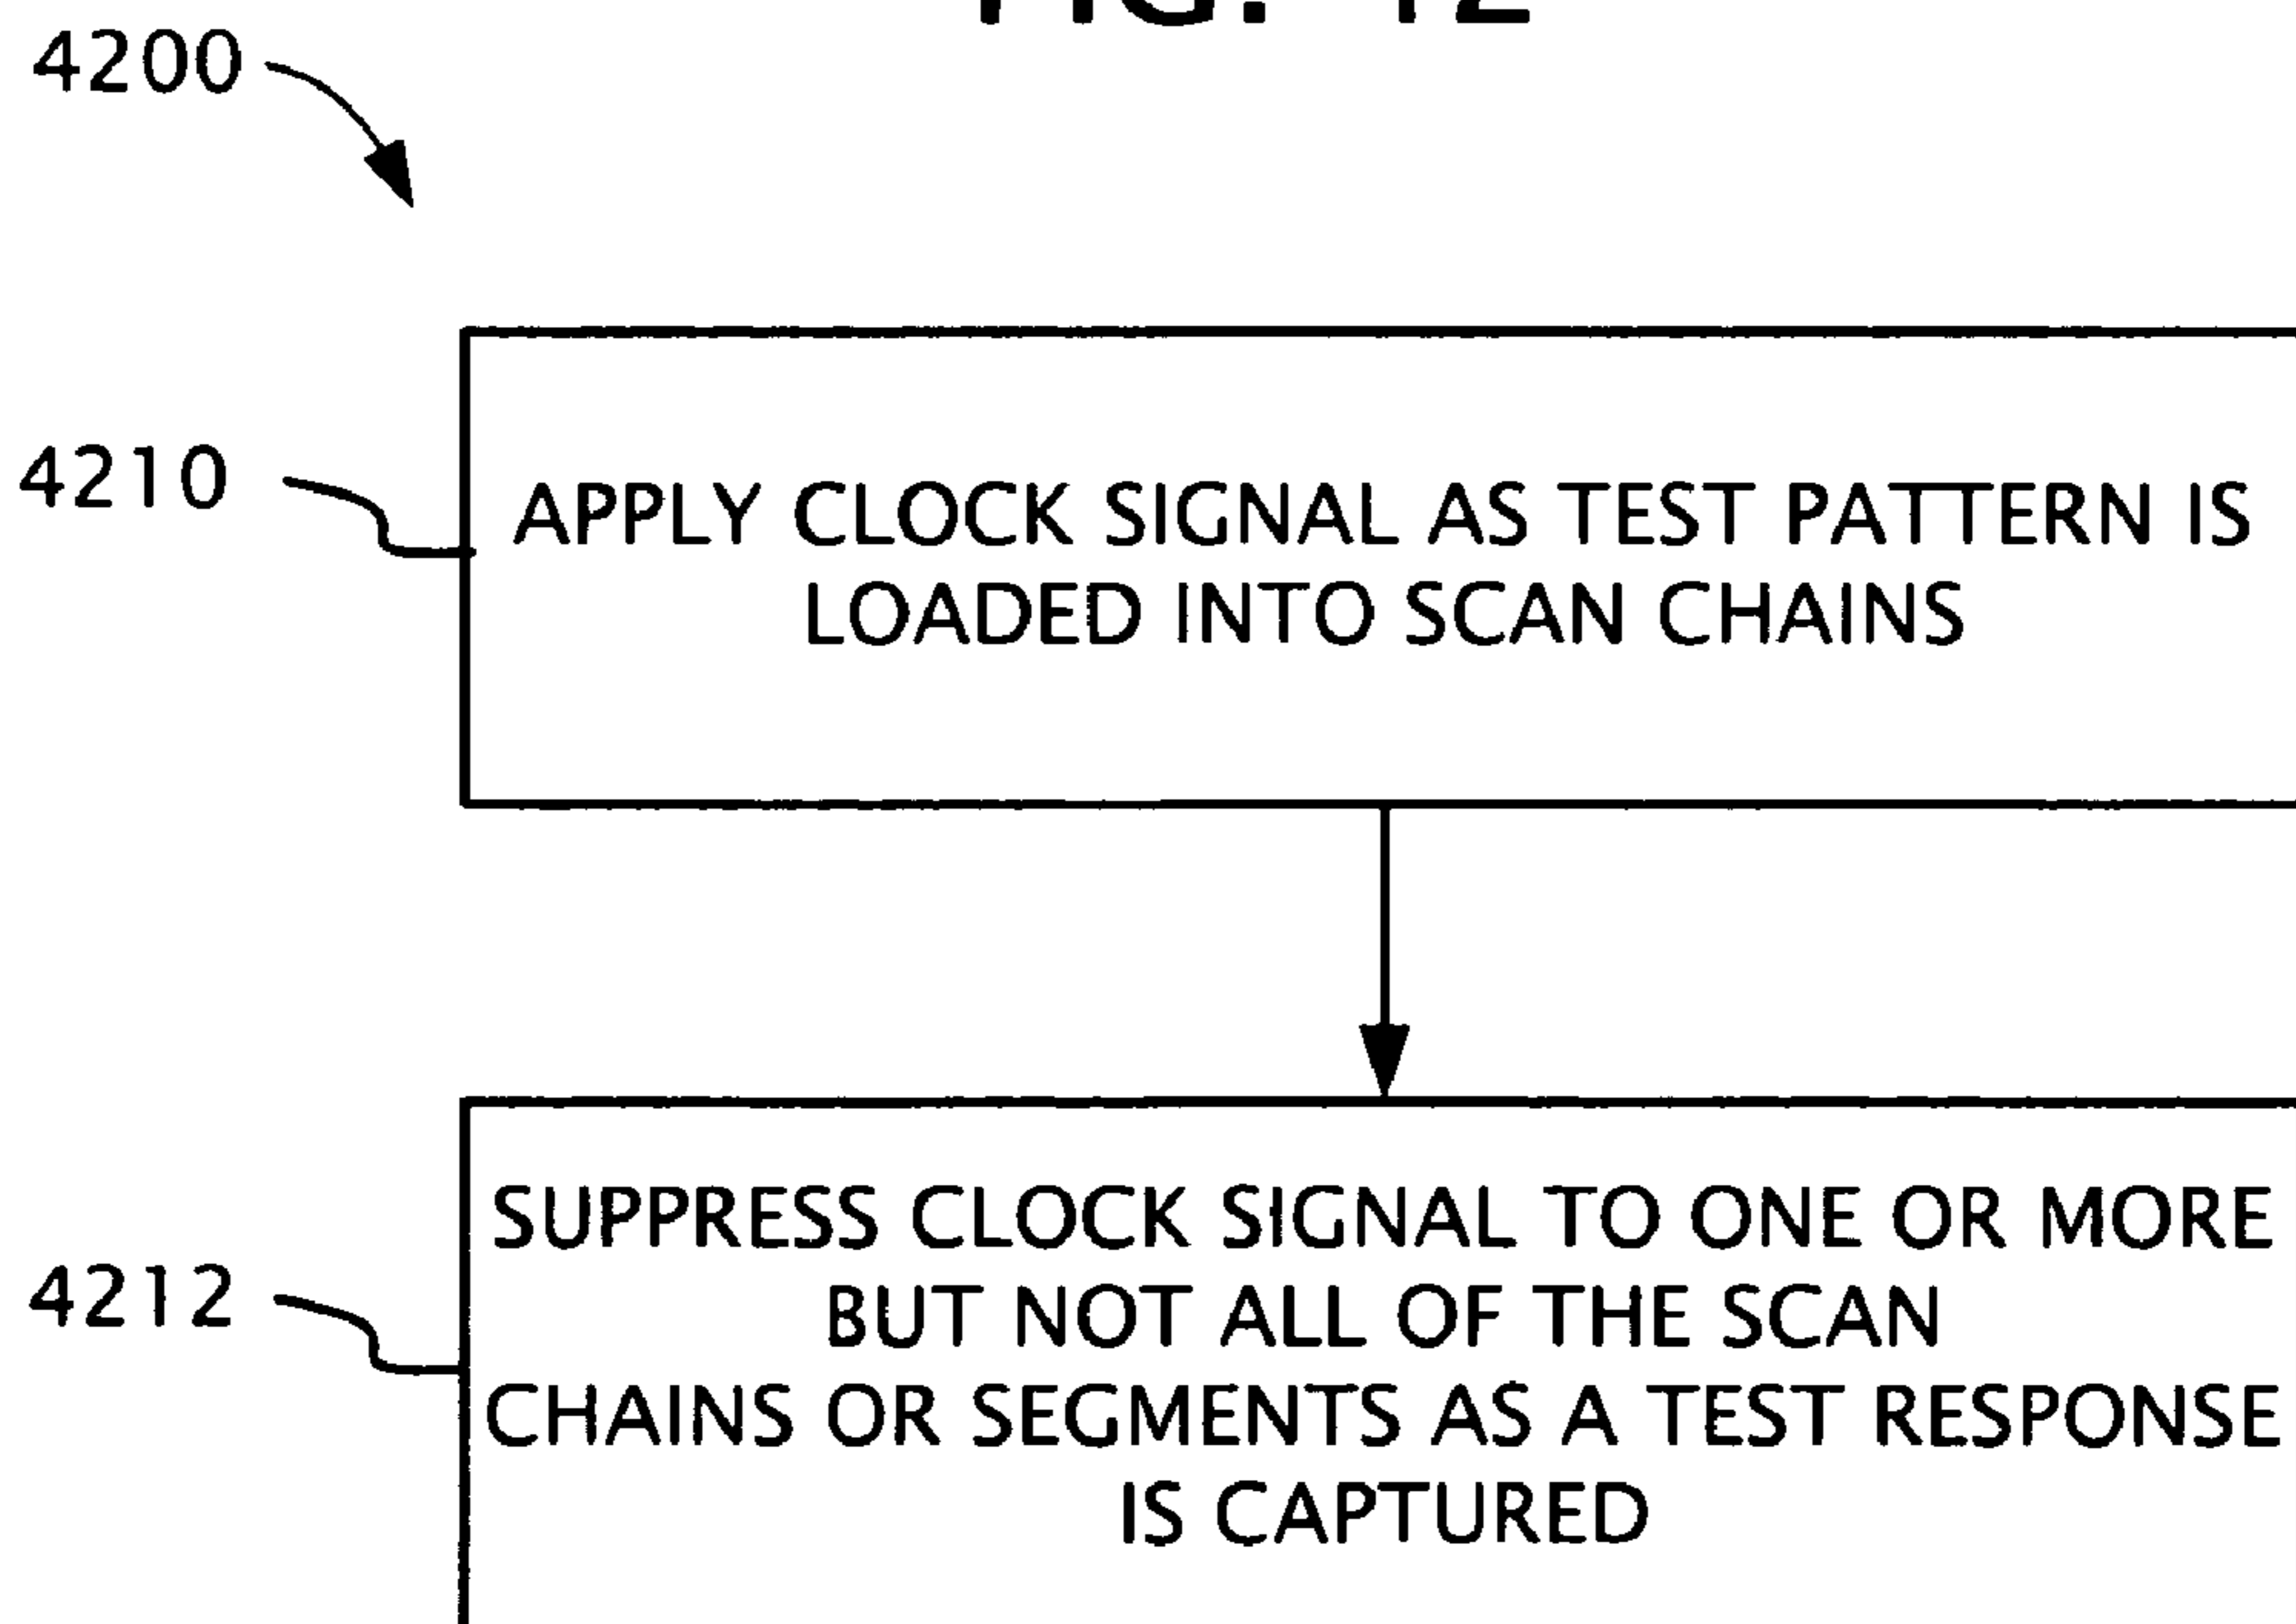 FIG.
4200
4210
APPLY CLOCK SIGNAL AS TEST PATTERN IS
LOADED INTO SCAN CHAINS
4212
SUPPRESS CLOCK SIGNAL TO ONE OR MORE
BUT NOT ALL OF THE SCAN
CHAINS OR SEGMENTS AS A TEST RESPONSE
IS CAPTURED